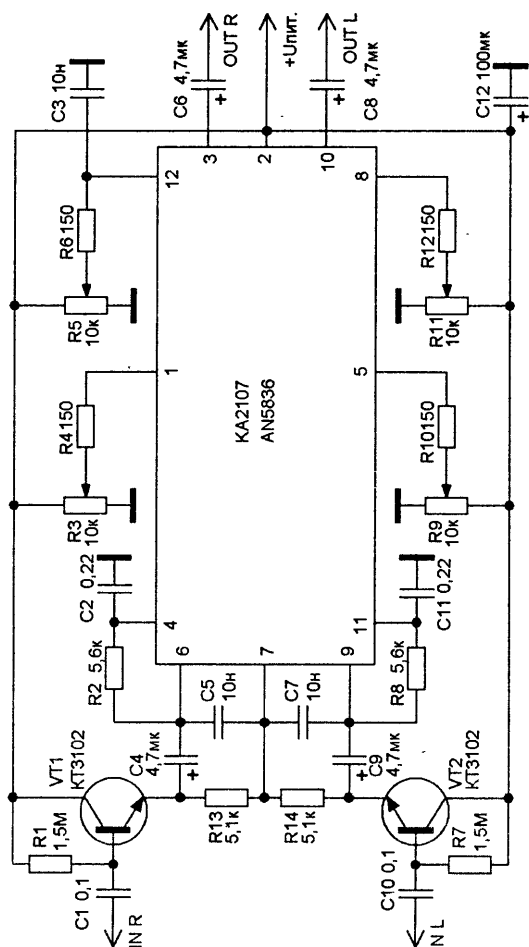 C3 10н
C6 4,7мк
OUT R
+Uпит.
OUT L
C8 4,7мк
C12 100мк
3
2
10
12
8
R6150
R5
10к
R12150
R11
10к
1
5
KA2107
AN5836
R4150
R3
10к
R10150
R9
10к
C2 0,22
C11 0,22
4
6
7
9
11
R2 5,6к
C5
10н
C7
10н
R8 5,6к
VT1
КТ3102
C4
4,7мк
C9
4,7мк
VT2
КТ3102
R13
5,1к
R14
5,1к
R1
1,5М
R7
1,5М
C1 0,1
C10 0,1
IN R
N L
+
+
+
+
+